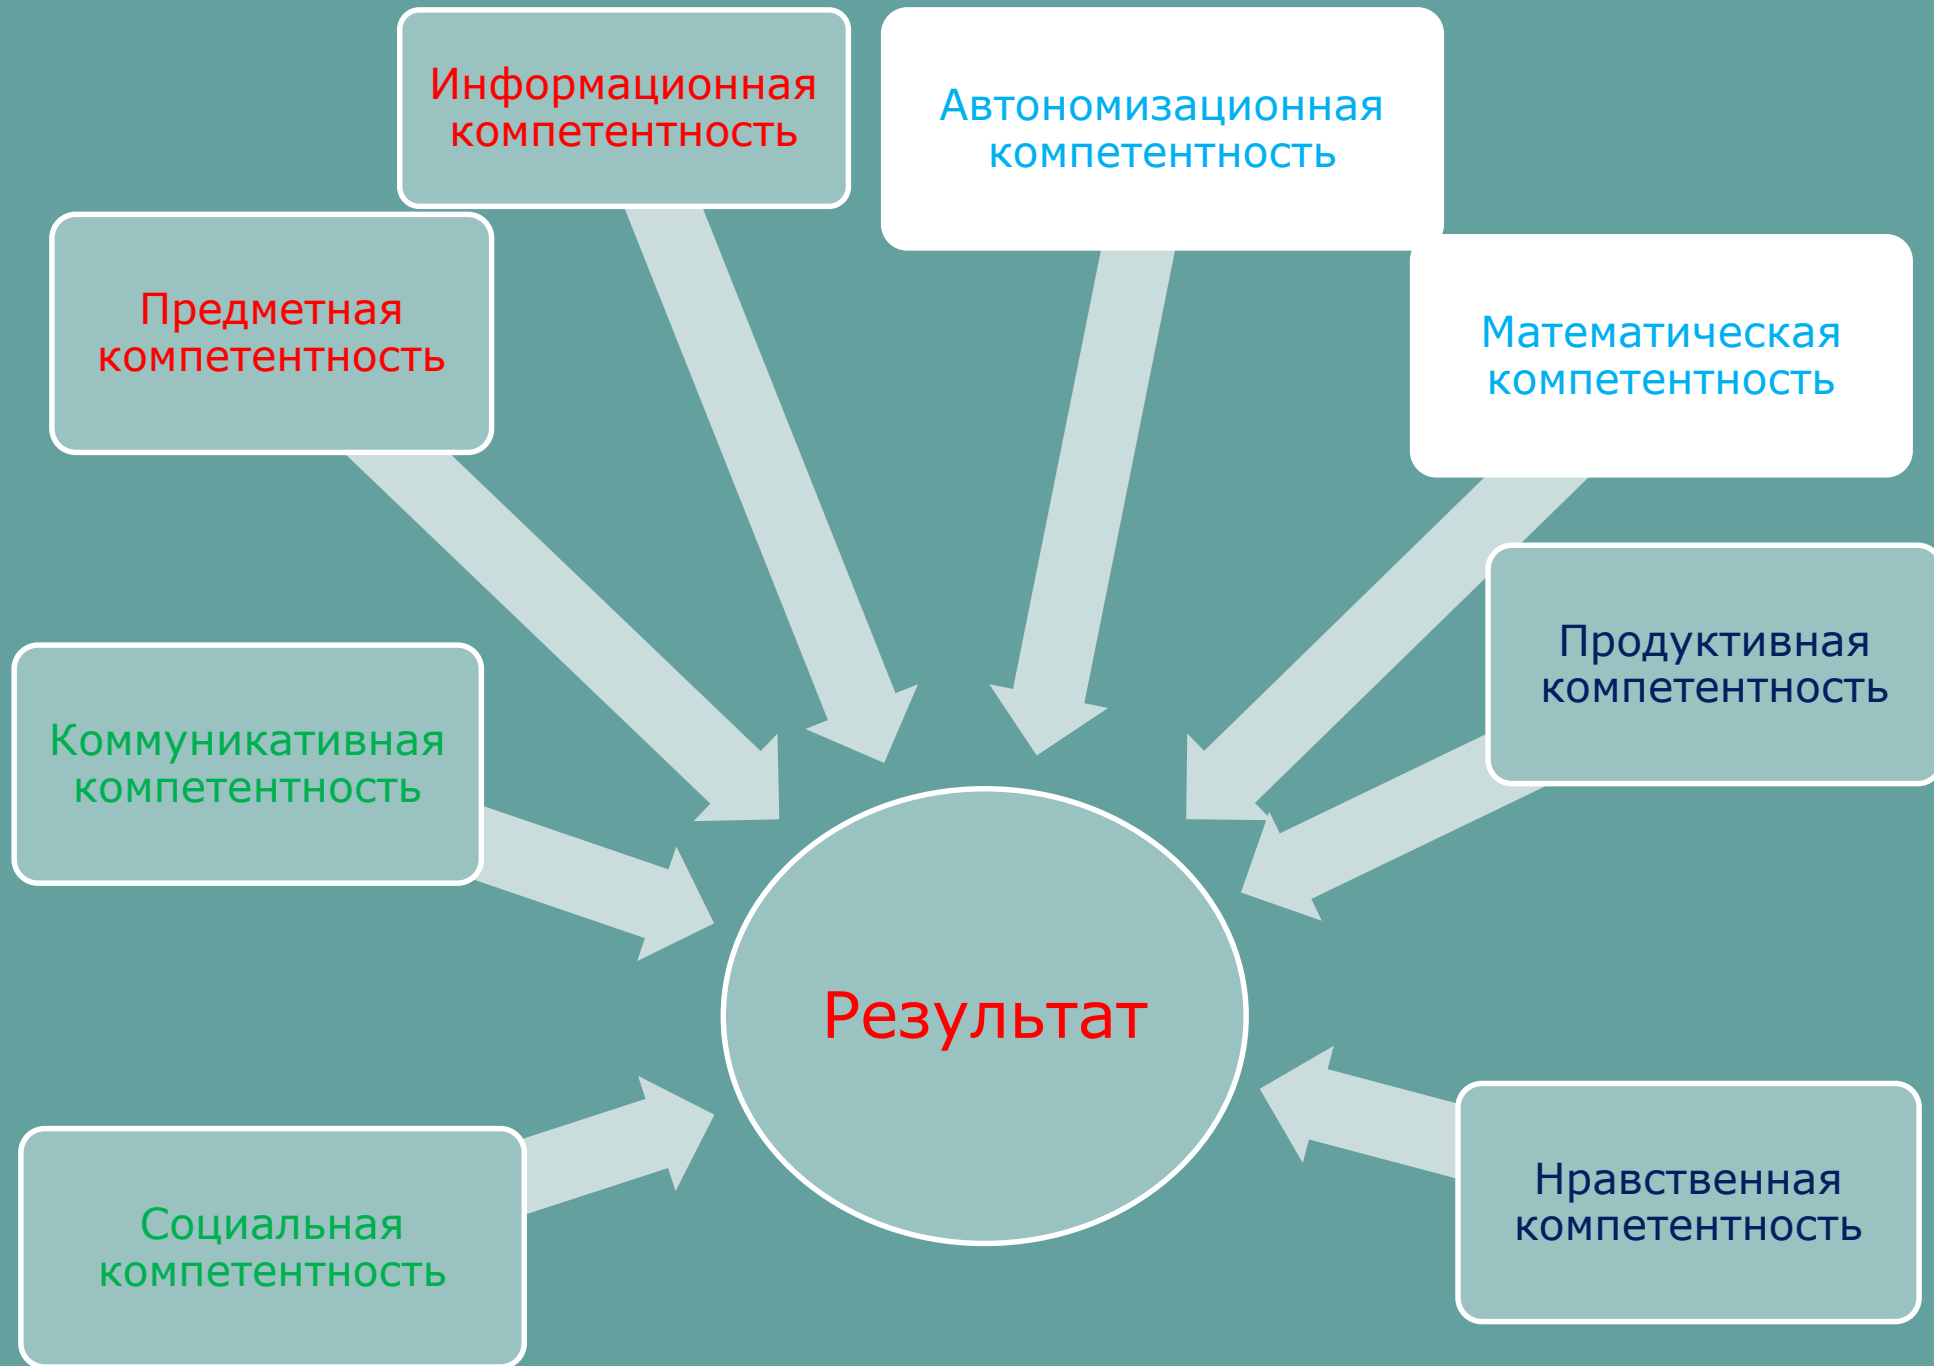 Информационная
компетентность
Автономизационная
компетентность
Предметная
компетентность
Математическая
компетентность
Продуктивная
компетентность
Коммуникативная
компетентность
Результат
Нравственная
компетентность
Социальная
компетентность